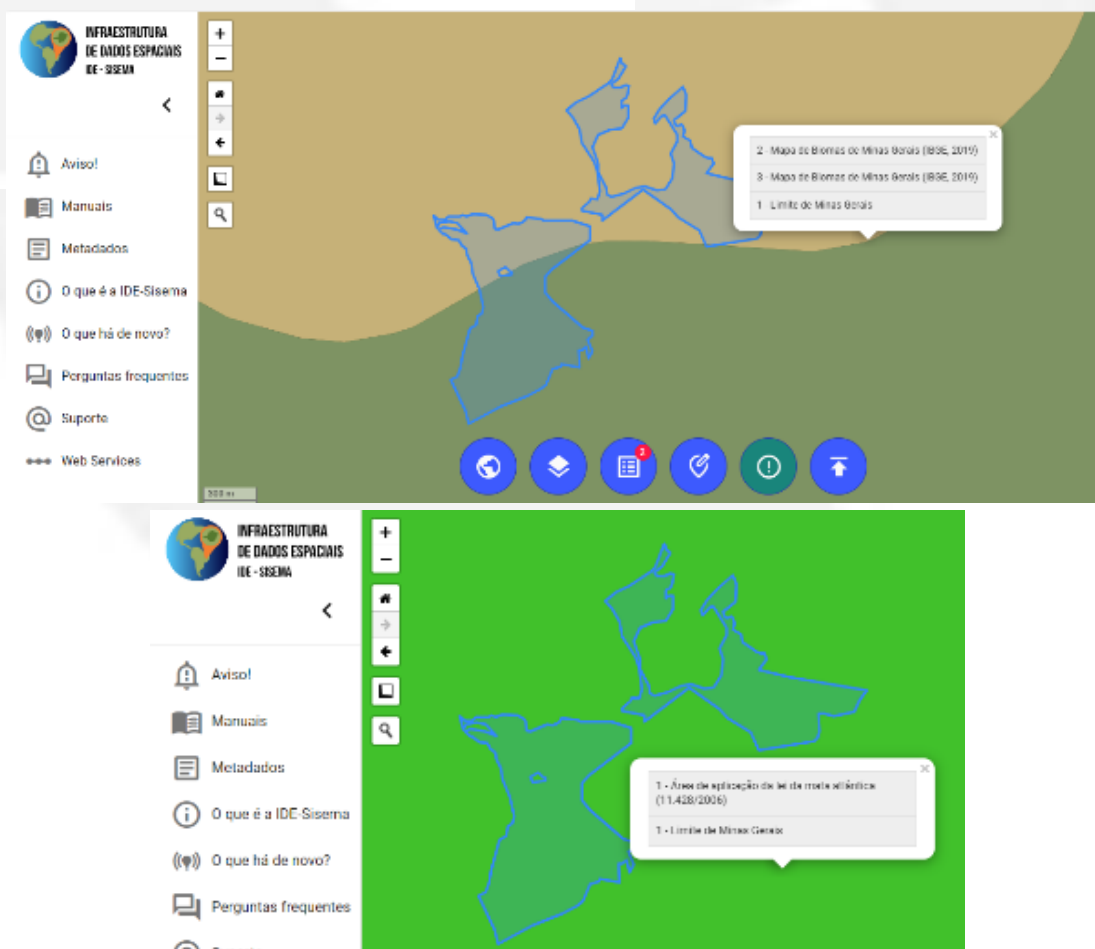 INFRAESTRUTURA
DE DADOS ESPACIAIS
IDE - SISEMA
Aviso!
Manuais
Metadados
O que é a IDE-Sisema
O que há de novo?
Perguntas frequentes
Suporte
Web Services
+
−
2 - Mapa de Biomas de Minas Gerais (IBGE, 2019)
3 - Mapa de Biomas de Minas Gerais (IBGE, 2019)
1 - Limite de Minas Gerais
2
300 m
INFRAESTRUTURA
DE DADOS ESPACIAIS
IDE - SISEMA
Aviso!
Manuais
Metadados
O que é a IDE-Sisema
O que há de novo?
Perguntas frequentes
+
−
1 - Área de aplicação da lei da mata atlântica
(11.428/2006)
1 - Limite de Minas Gerais